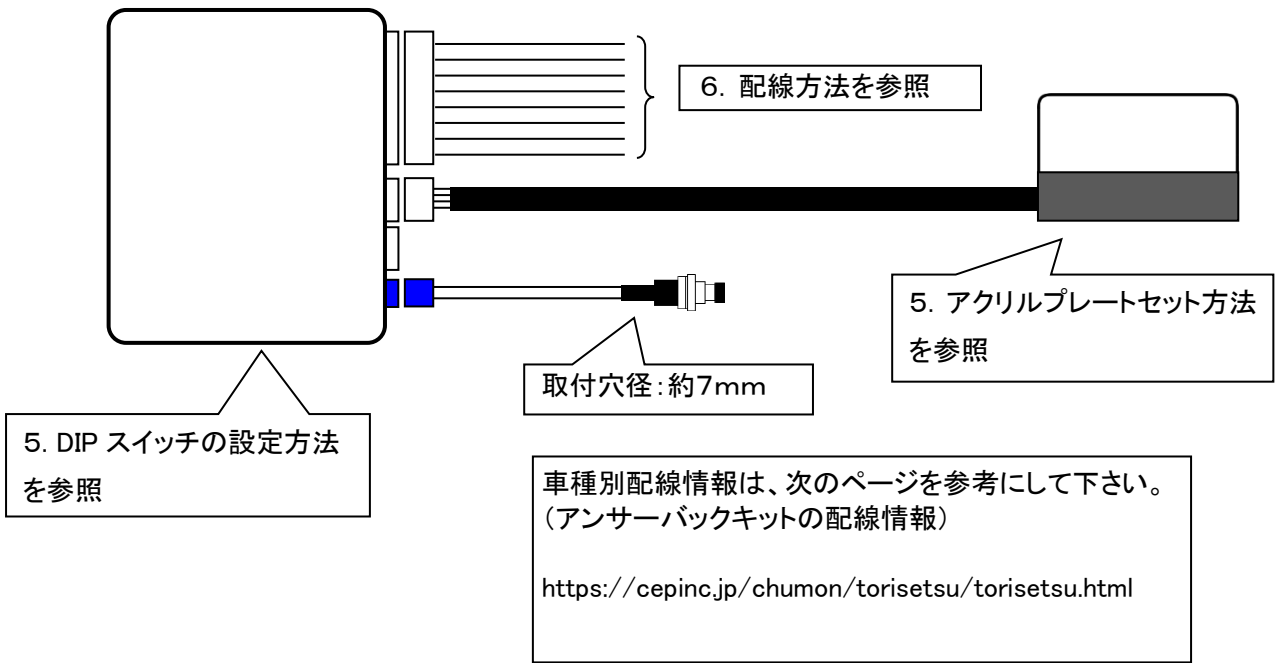 6. 配線方法を参照
5. アクリルプレートセット方法
を参照
取付穴径：約7mm
5. DIP スイッチの設定方法
を参照
車種別配線情報は、次のページを参考にして下さい。
（アンサーバックキットの配線情報）
https://cepinc.jp/chumon/torisetsu/torisetsu.html